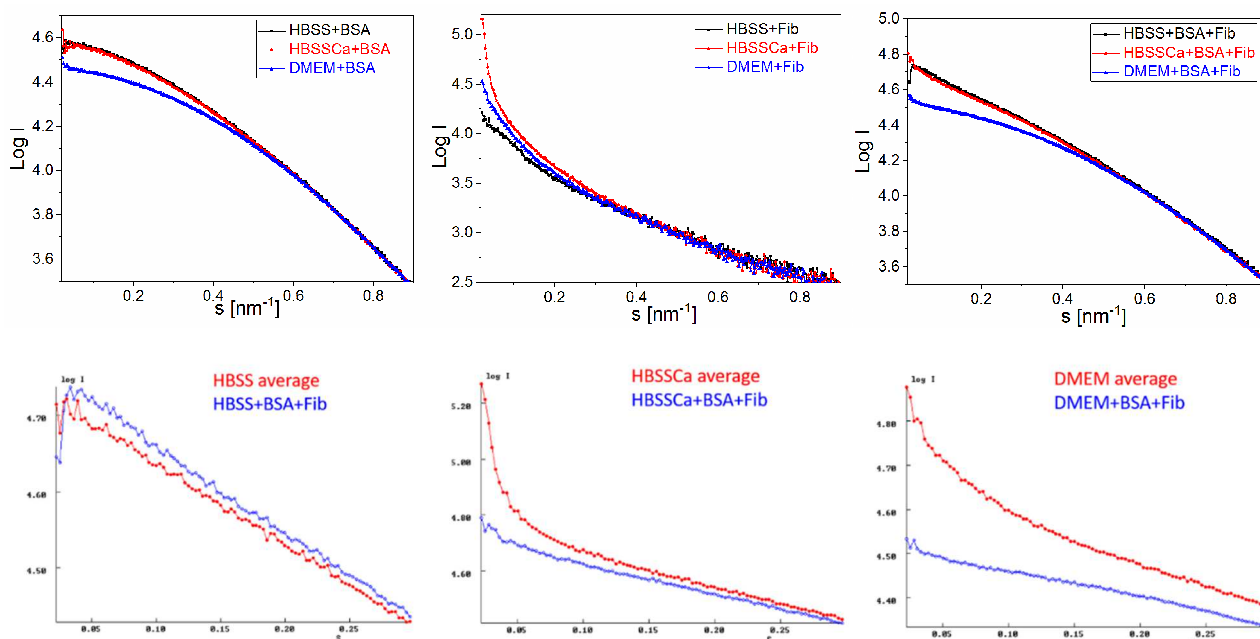 HBSS+BSA
HBSSCa+BSA
DMEM+BSA
4.6
4.4
4.2
4.0
3.8
3.6
Log I
0.2 0.4 0.6 0.8
s [nm-1]
HBSS+Fib
HBSSCa+Fib
DMEM+Fib
5.0
4.5
4.0
3.5
3.0
2.5
Log I
0.2 0.4 0.6 0.8
s [nm-1]
HBSS+BSA+Fib
HBSSCa+BSA+Fib
DMEM+BSA+Fib
5.0
4.8
4.6
4.4
4.2
4.0
3.8
3.6
Log I
0.2 0.4 0.6 0.8
s [nm-1]
log I
HBSS average
HBSS+BSA+Fib
4.70
4.60
4.50
0.05 0.10 0.15 0.20 0.25
log I
HBSSCa average
HBSSCa+BSA+Fib
5.20
5.00
4.80
4.60
0.05 0.10 0.15 0.20 0.25
log I
DMEM average
DMEM+BSA+Fib
4.80
4.70
4.60
4.50
4.40
0.05 0.10 0.15 0.20 0.25